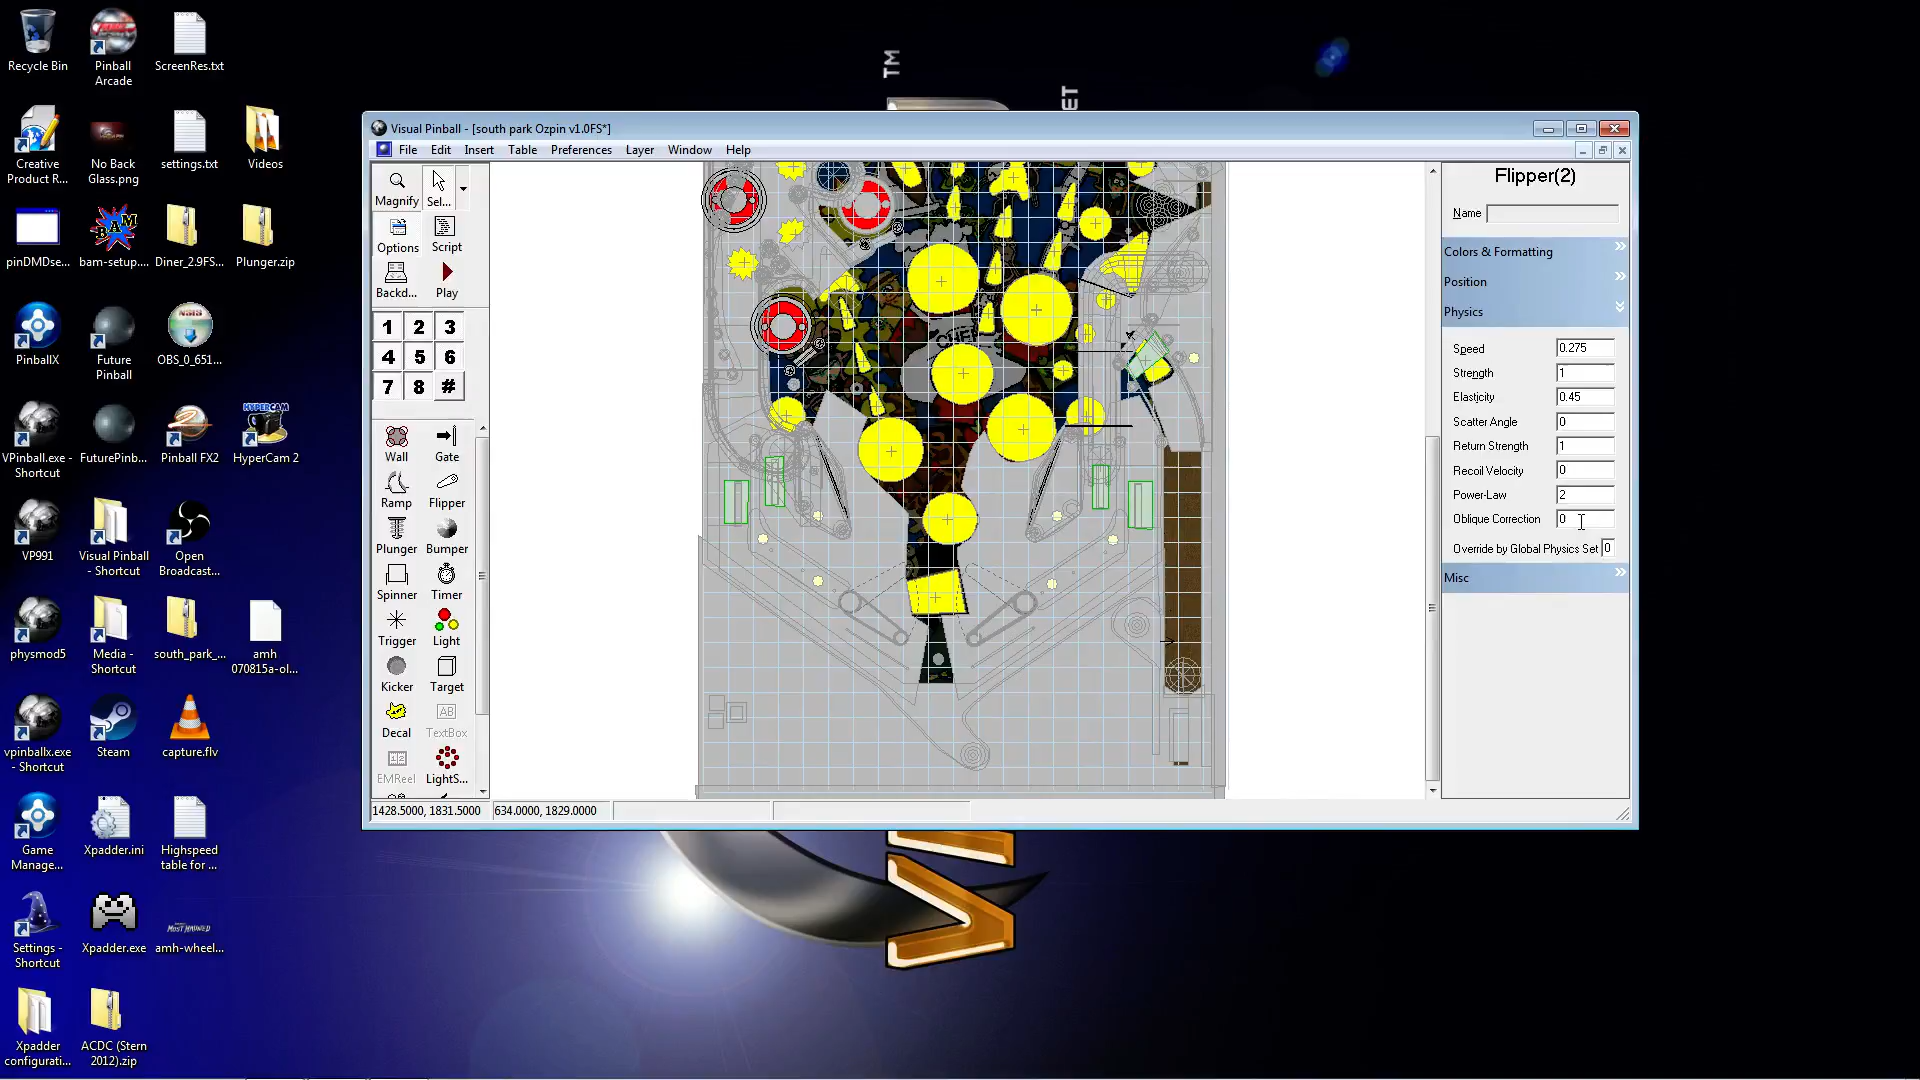 Recycle Bin
Pinball Arcade
ScreenRes.txt
Creative Product R...
No Back Glass.png
settings.txt
Videos
pinDMDse...
bam-setup....
Diner_2.9FS...
Plunger.zip
PinballX
Future Pinball
OBS_0_651...
VPinball.exe - Shortcut
FuturePinb...
Pinball FX2
HyperCam 2
VP991
Visual Pinball - Shortcut
Open Broadcast...
physmod5
Media - Shortcut
south_park_...
amh 070815a-ol...
vpinballx.exe - Shortcut
Steam
capture.flv
Game Manage...
Xpadder.ini
Highspeed table for ...
Settings - Shortcut
Xpadder.exe
amh-wheel...
Xpadder configurati...
ACDC (Stern 2012).zip
TM
ET
Visual Pinball - [south park Ozpin v1.0FS*]
File Edit Insert Table Preferences Layer Window Help
Magnify
Sel...
Options
Script
Backd...
Play
1 2 3
4 5 6
7 8 #
Wall
Gate
Ramp
Flipper
Plunger
Bumper
Spinner
Timer
Trigger
Light
Kicker
Target
Decal
TextBox
EMReel
LightS...
CHEF
Flipper(2)
Name
Colors & Formatting
Position
Physics
Speed 0.275
Strength 1
Elasticity 0.45
Scatter Angle 0
Return Strength 1
Recoil Velocity 0
Power-Law 2
Oblique Correction 0
Override by Global Physics Set 0
Misc
1428.5000, 1831.5000
634.0000, 1829.0000